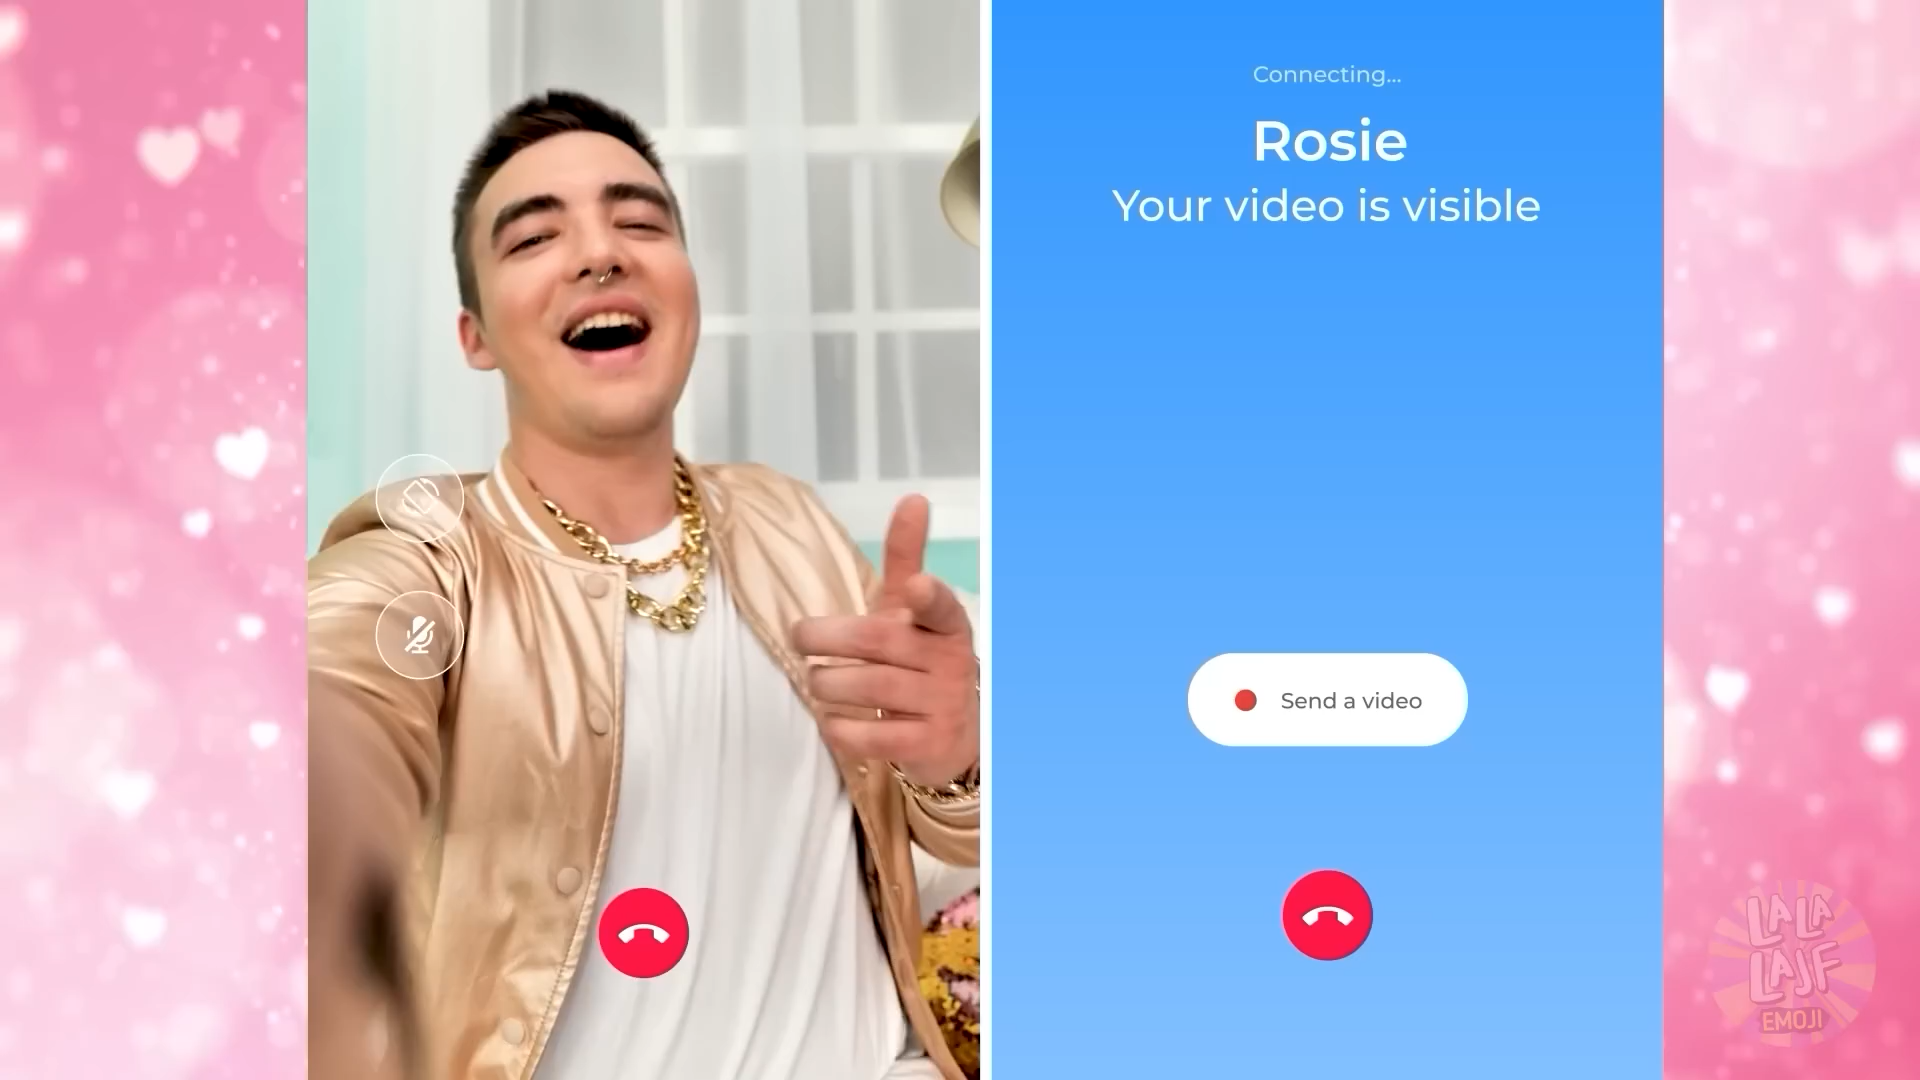 Connecting...
Rosie
Your video is visible
Send a video
LA LA
LAJF
EMOJI